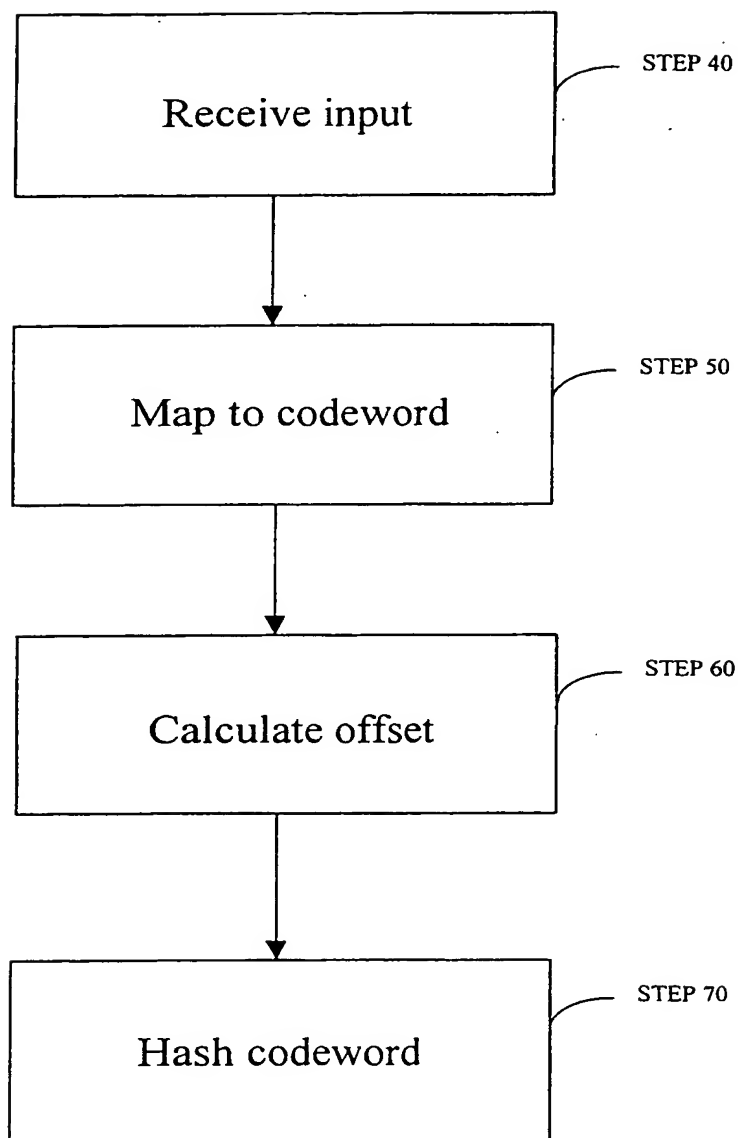 STEP 40
Receive input
STEP 50
Map to codeword
STEP 60
Calculate offset
STEP 70
Hash codeword